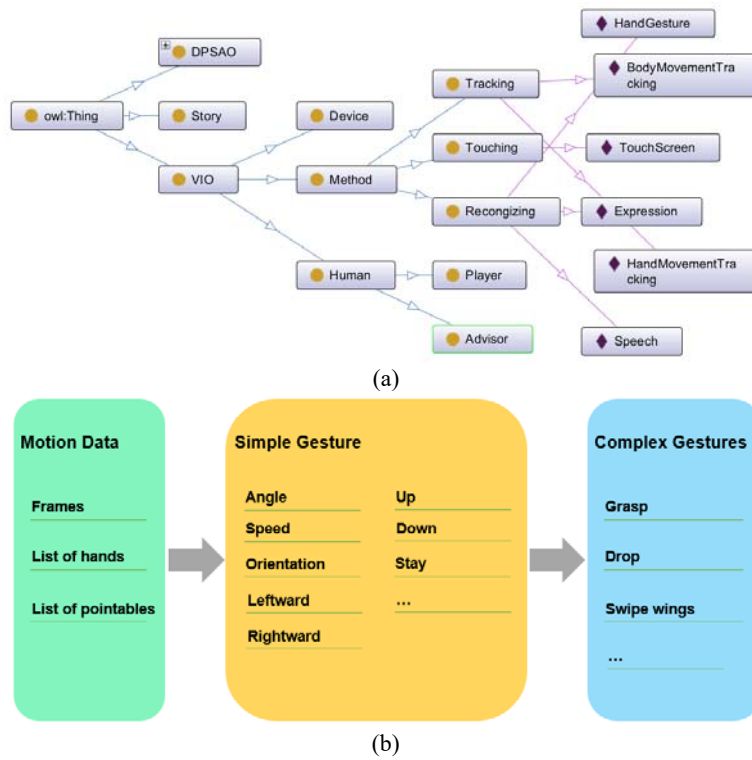 HandGesture
DPSAO
BodyMovementTra
cking
Tracking
owl:Thing
Story
Device
Touching
TouchScreen
VIO
Method
Recongizing
Expression
HandMovementTra
cking
Human
Player
Advisor
Speech
(a)
Motion Data
Frames
List of hands
List of pointables
Simple Gesture
Angle
Speed
Orientation
Leftward
Rightward
Up
Down
Stay
...
Complex Gestures
Grasp
Drop
Swipe wings
...
(b)